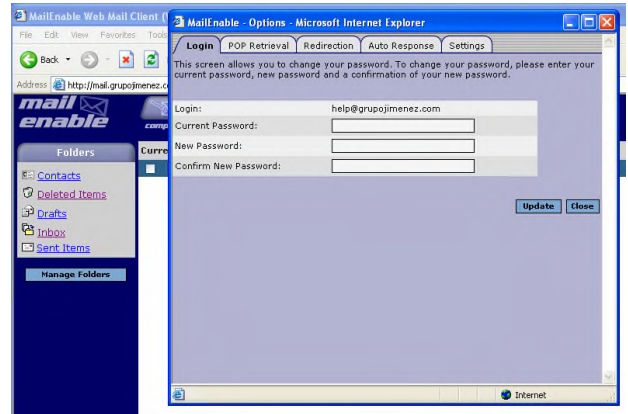 MailEnable Web Mail Client (
File Edit View Favorites Tools
Back
Address http://mail.grupojimenez.c
mail
enable
comp
Folders
Curre
Contacts
Deleted Items
Drafts
Inbox
Sent Items
Manage Folders
MailEnable - Options - Microsoft Internet Explorer
Login POP Retrieval Redirection Auto Response Settings
This screen allows you to change your password. To change your password, please enter your
current password, new password and a confirmation of your new password.
Login: help@grupojimenez.com
Current Password:
New Password:
Confirm New Password:
Update Close
Internet